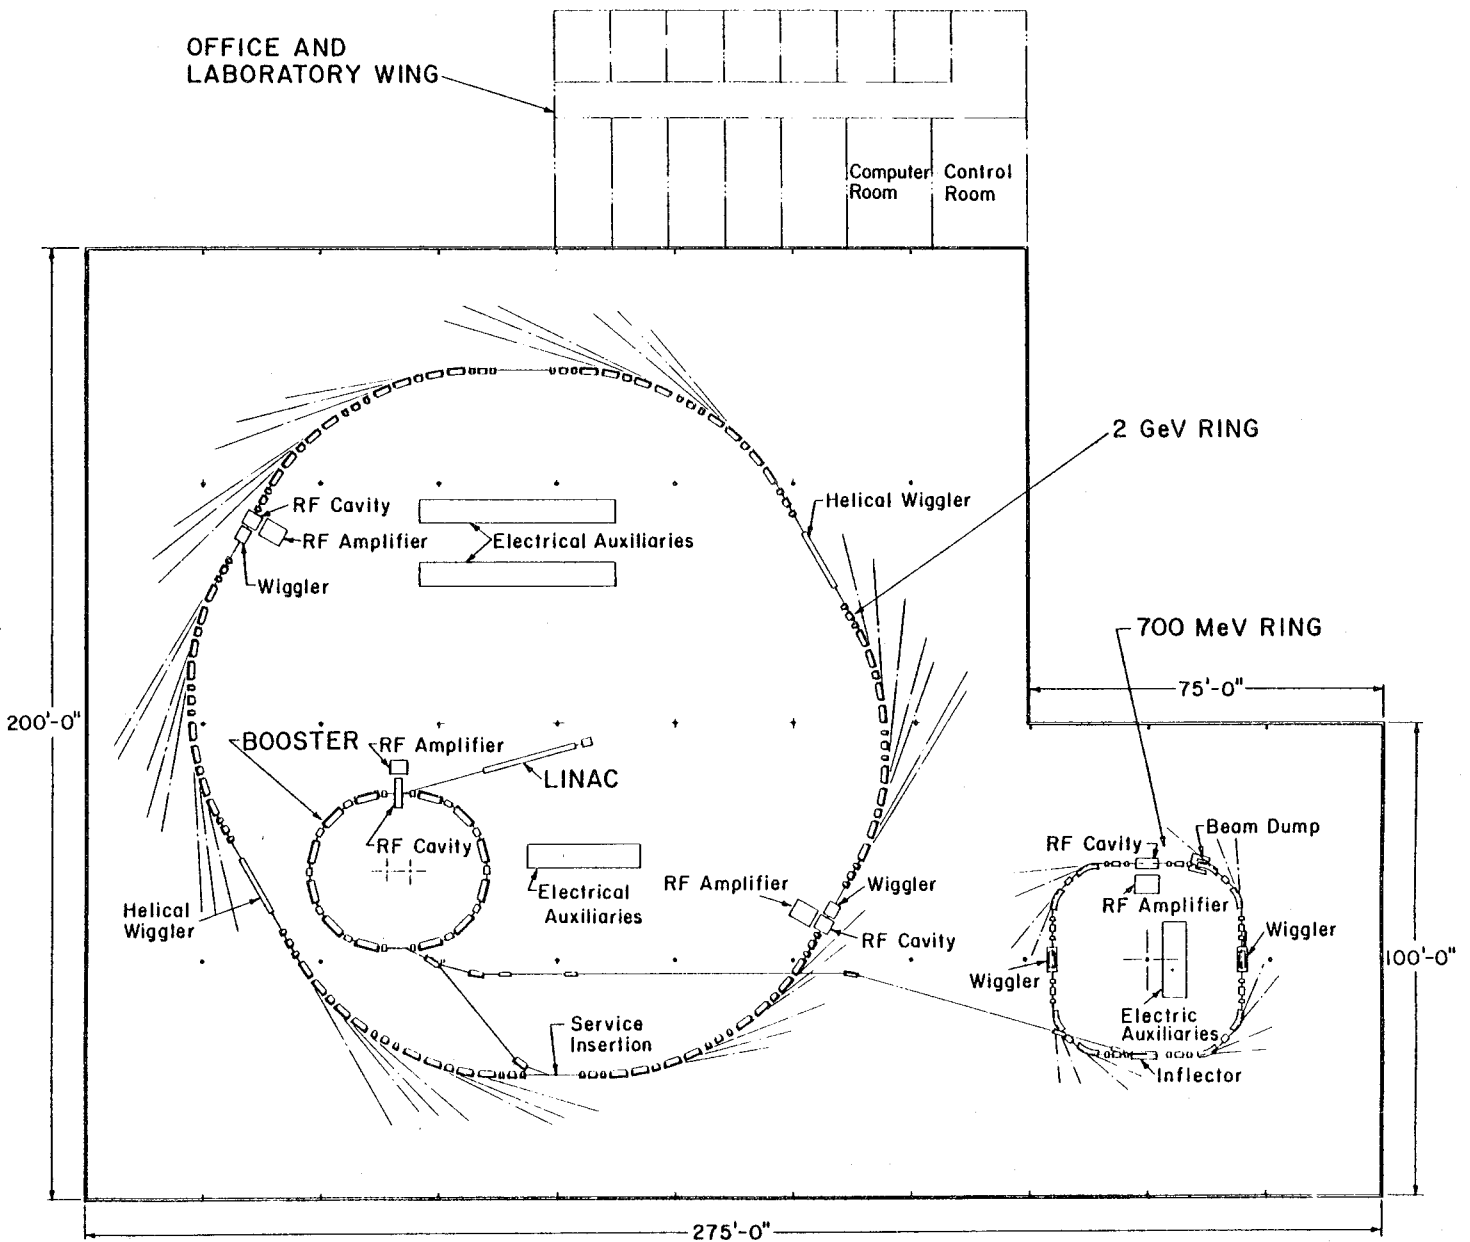 OFFICE AND
LABORATORY WING
Computer
Room
Control
Room
2 GeV RING
Helical Wiggler
RF Cavity
RF Amplifier
Electrical Auxiliaries
Wiggler
700 MeV RING
75'-0"
200'-0"
BOOSTER
RF Amplifier
LINAC
RF Cavity
Electrical
Auxiliaries
RF Amplifier
Wiggler
RF Cavity
Helical
Wiggler
RF Cavity
Beam Dump
RF Amplifier
Wiggler
Wiggler
100'-0"
Electric
Auxiliaries
Inflector
Service
Insertion
275'-0"